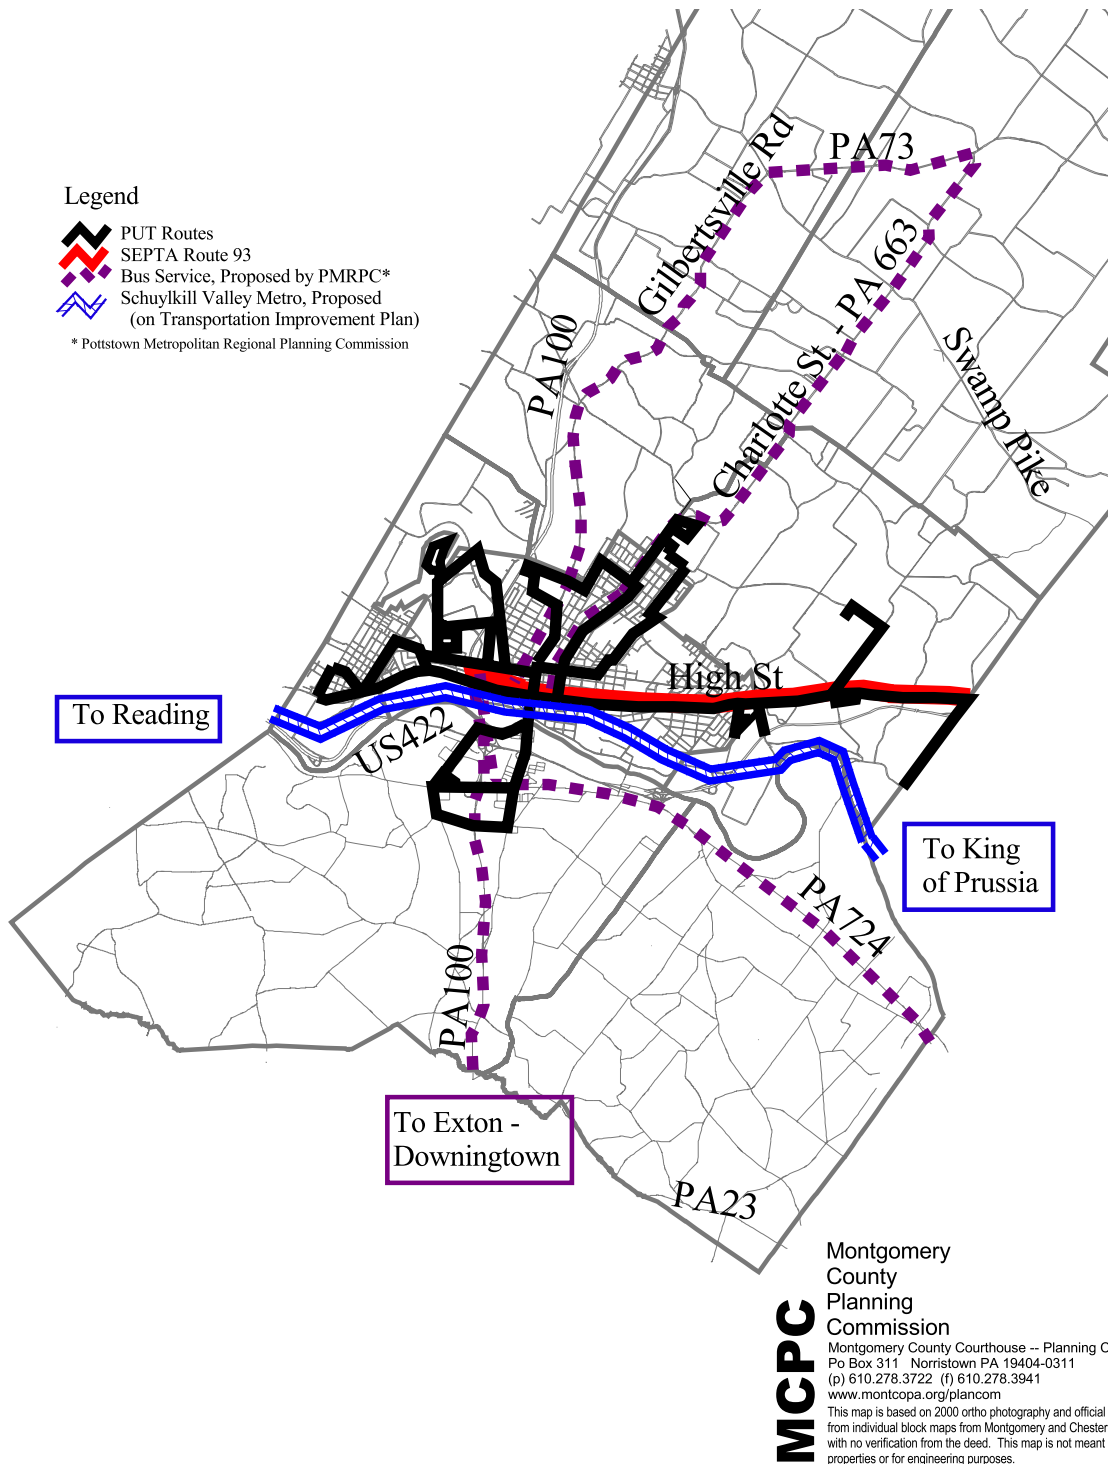 Legend
PUT Routes
SEPTA Route 93
Bus Service, Proposed by PMRPC*
Schuylkill Valley Metro, Proposed
(on Transportation Improvement Plan)
* Pottstown Metropolitan Regional Planning Commission
PA73
Gilbertsville Rd
Charlotte St. - PA 663
PA100
Swamp Pike
High St
To Reading
US422
To King
of Prussia
PA724
PA100
To Exton -
Downingtown
PA23
MCPC
Montgomery
County
Planning
Commission
Montgomery County Courthouse -- Planning C
Po Box 311 Norristown PA 19404-0311
(p) 610.278.3722 (f) 610.278.3941
www.montcopa.org/plancom
This map is based on 2000 ortho photography and official
from individual block maps from Montgomery and Chester
with no verification from the deed. This map is not meant
properties or for engineering purposes.